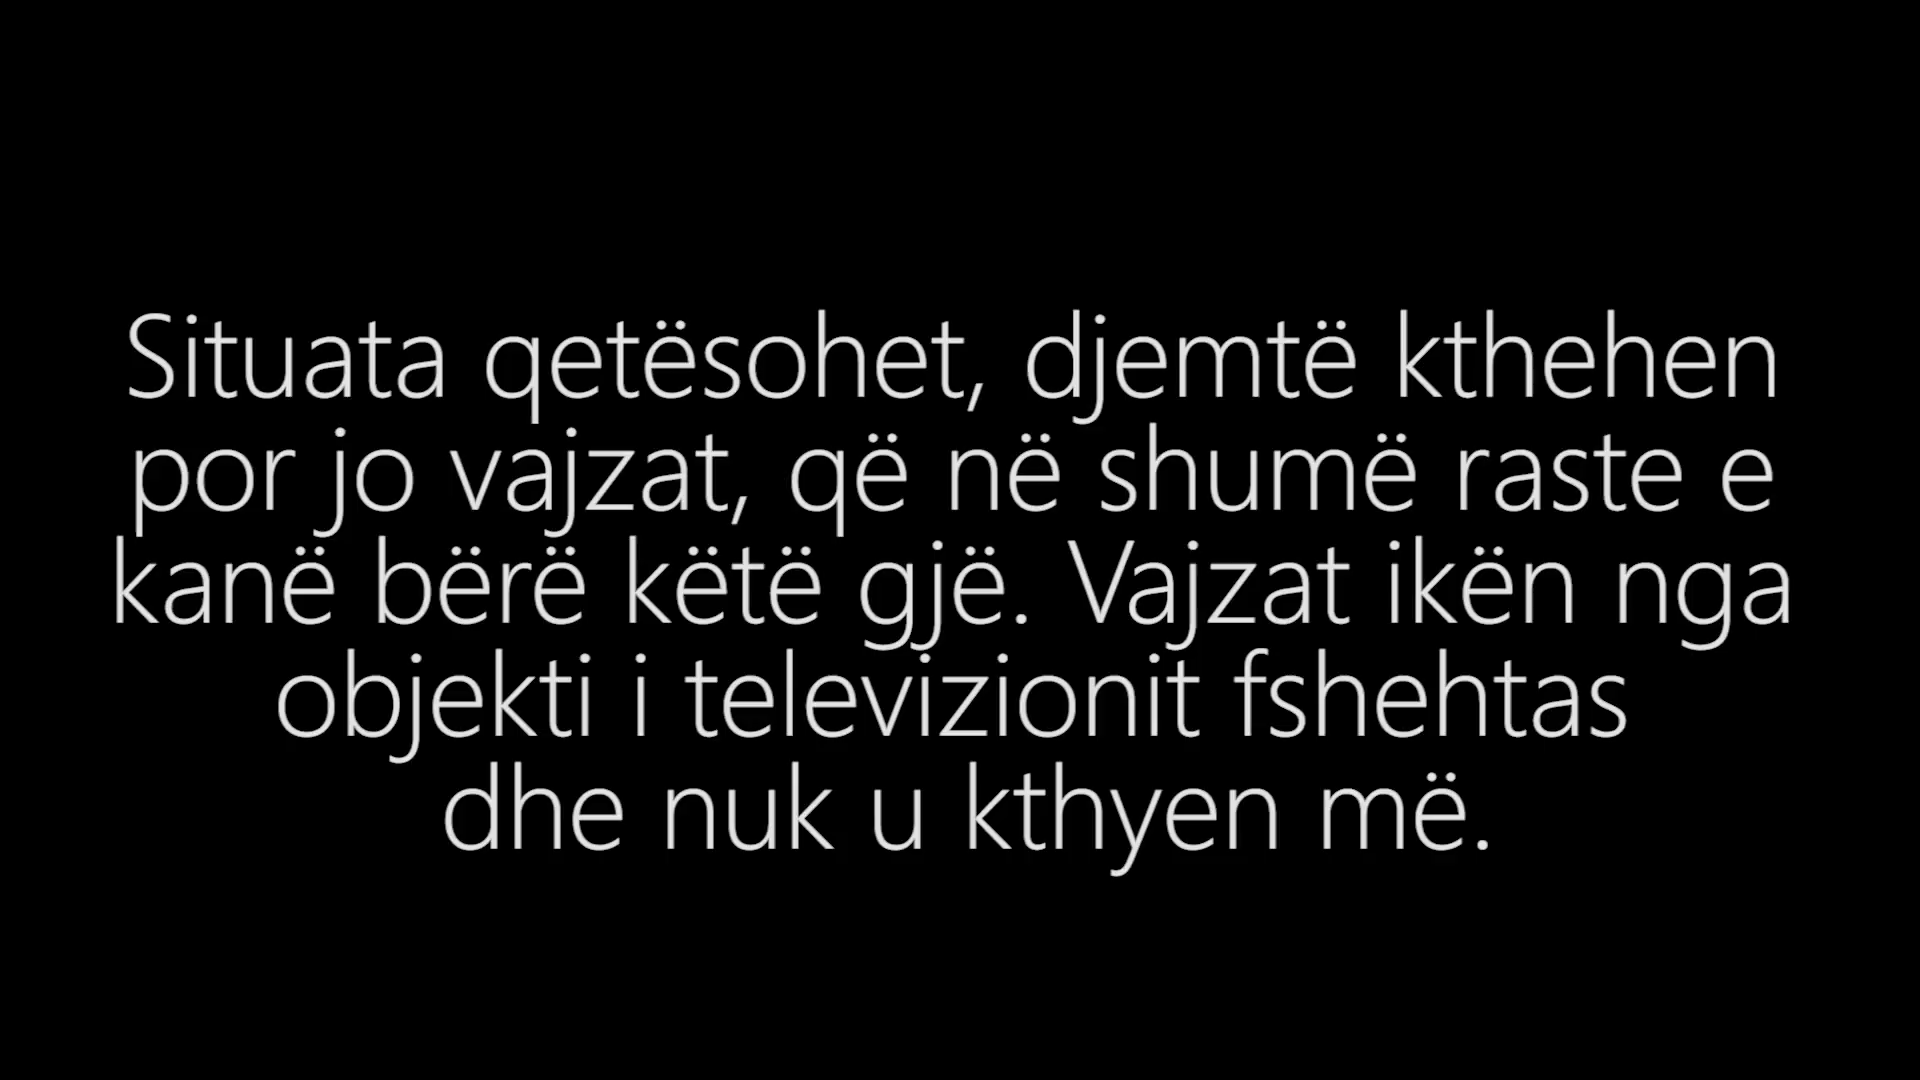 Situata qetësohet, djemtë kthehen
por jo vajzat, që në shumë raste e
kanë bërë këtë gjë. Vajzat ikën nga
objekti i televizionit fshehtas
dhe nuk u kthyen më.